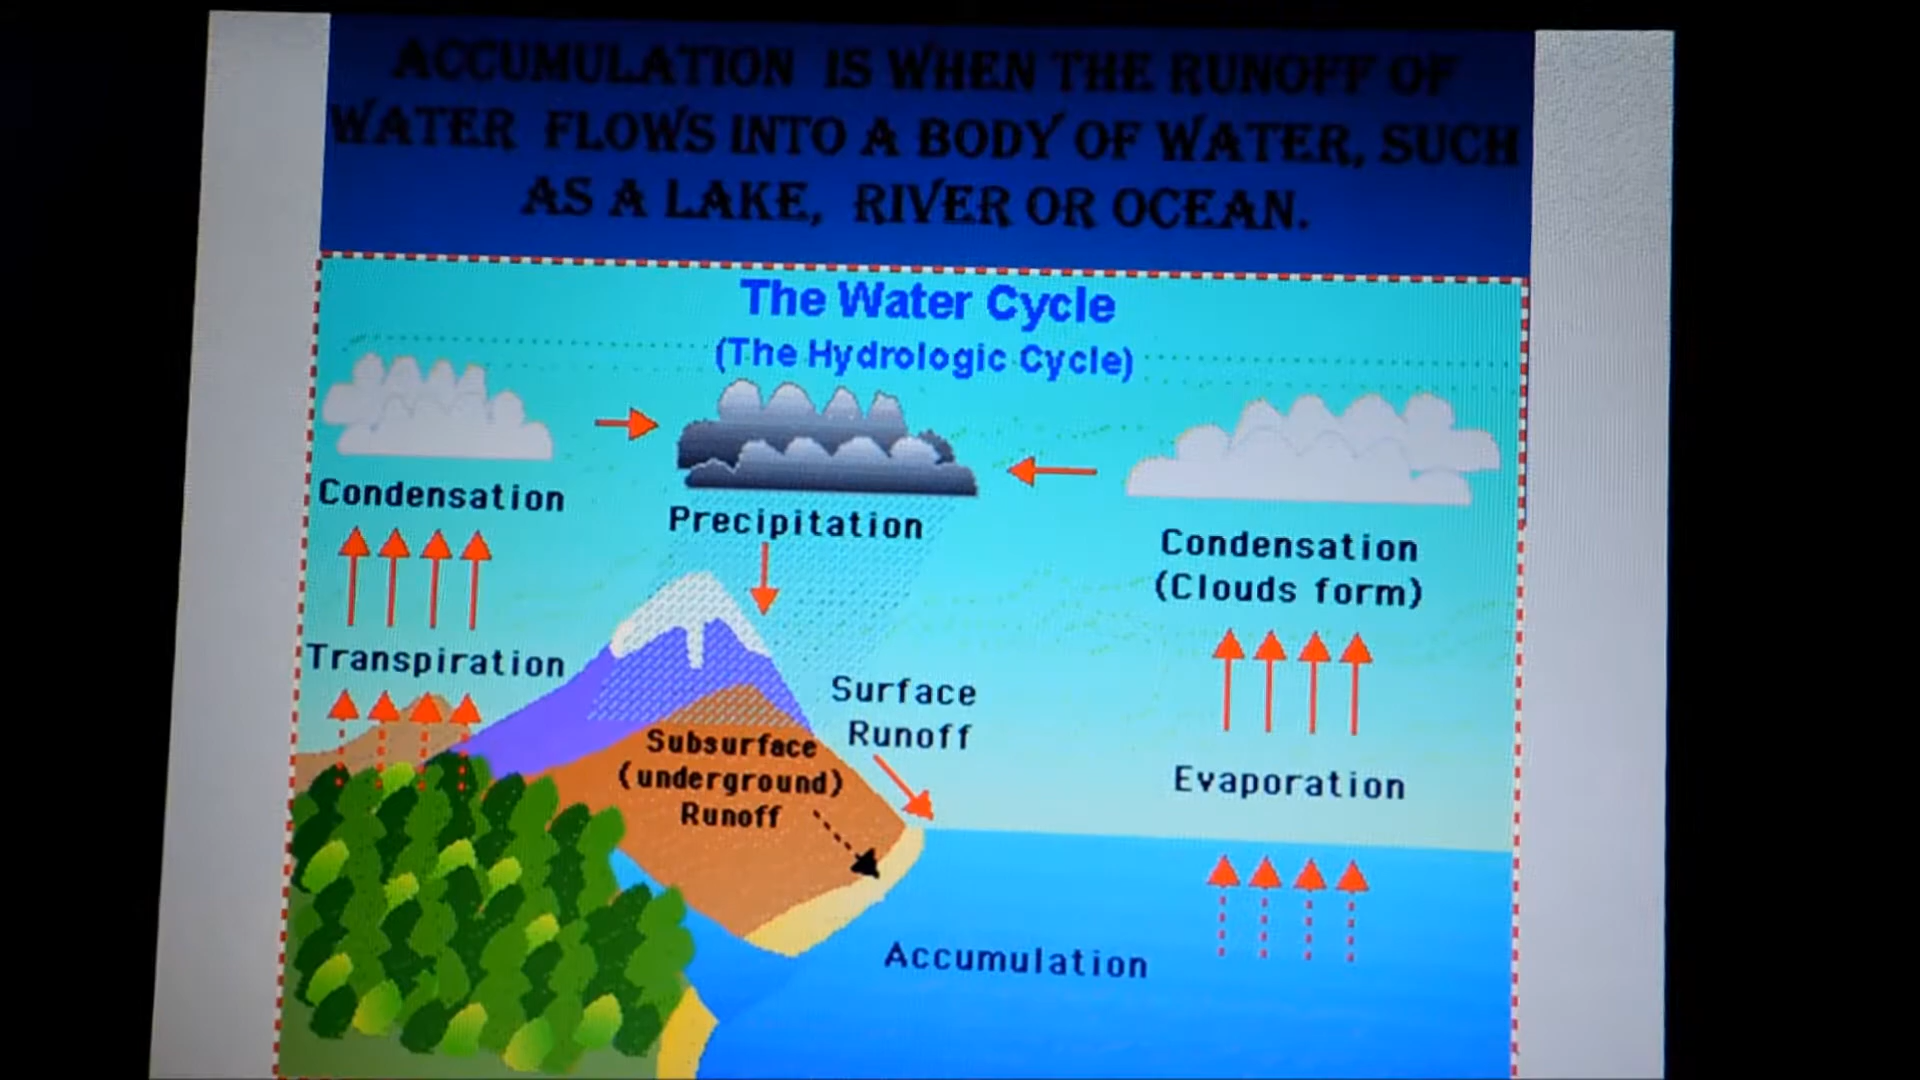 ACCUMULATION IS WHEN THE RUNOFF OF
WATER FLOWS INTO A BODY OF WATER, SUCH
AS A LAKE, RIVER OR OCEAN.
The Water Cycle
(The Hydrologic Cycle)
Condensation
Precipitation
Condensation
(Clouds form)
Transpiration
Surface
Runoff
Subsurface
(underground)
Runoff
Evaporation
Accumulation